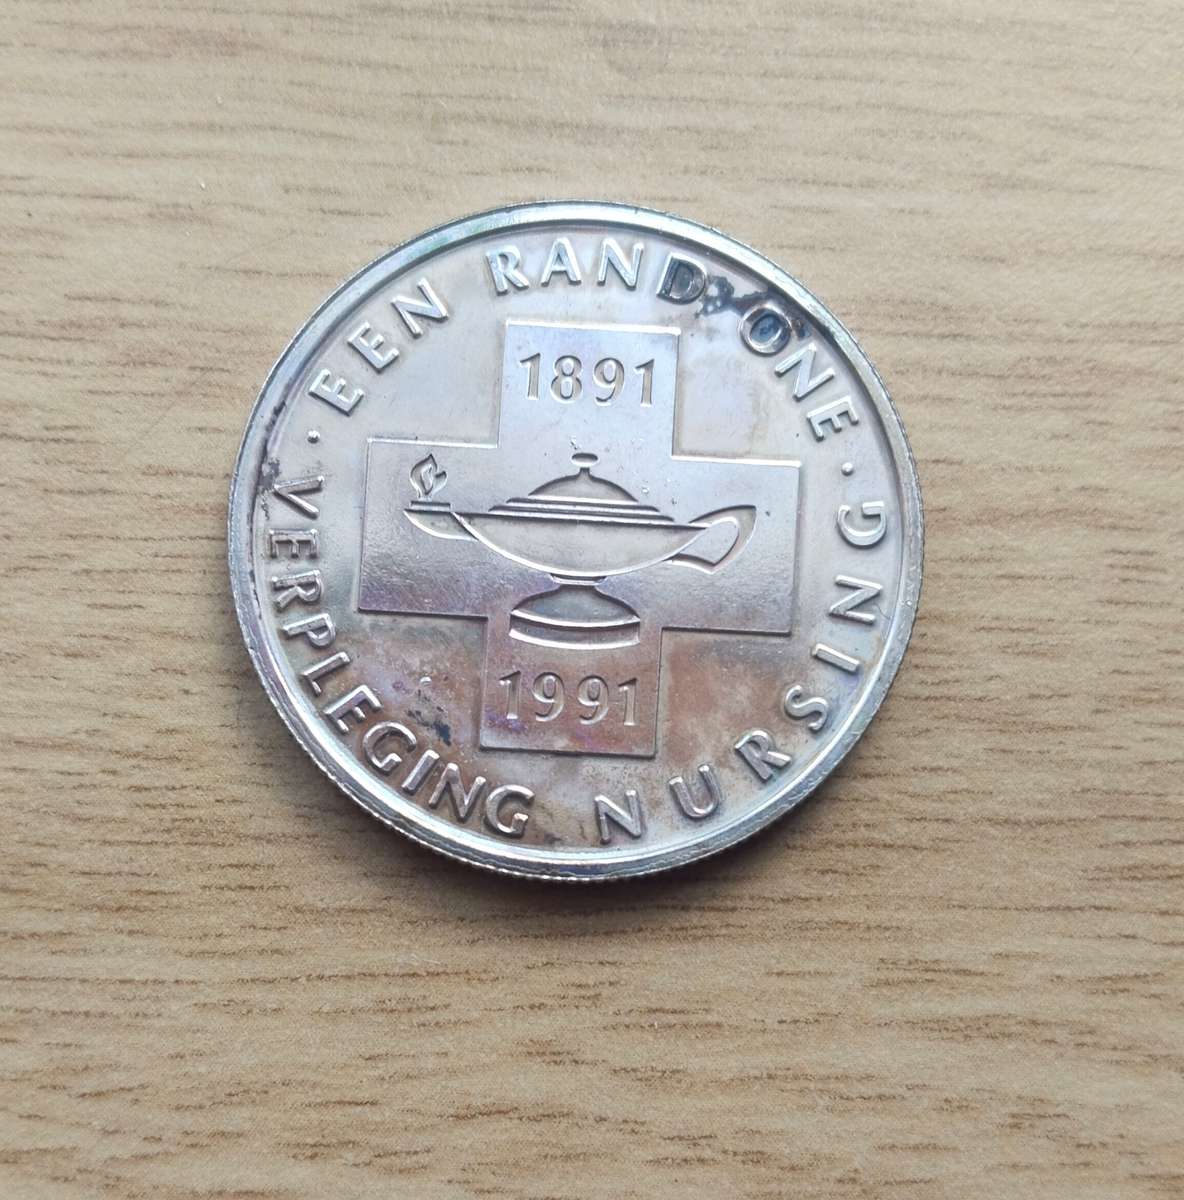 · EEN RAND · ONE ·
VERPLEGING NURSING
1891
1991